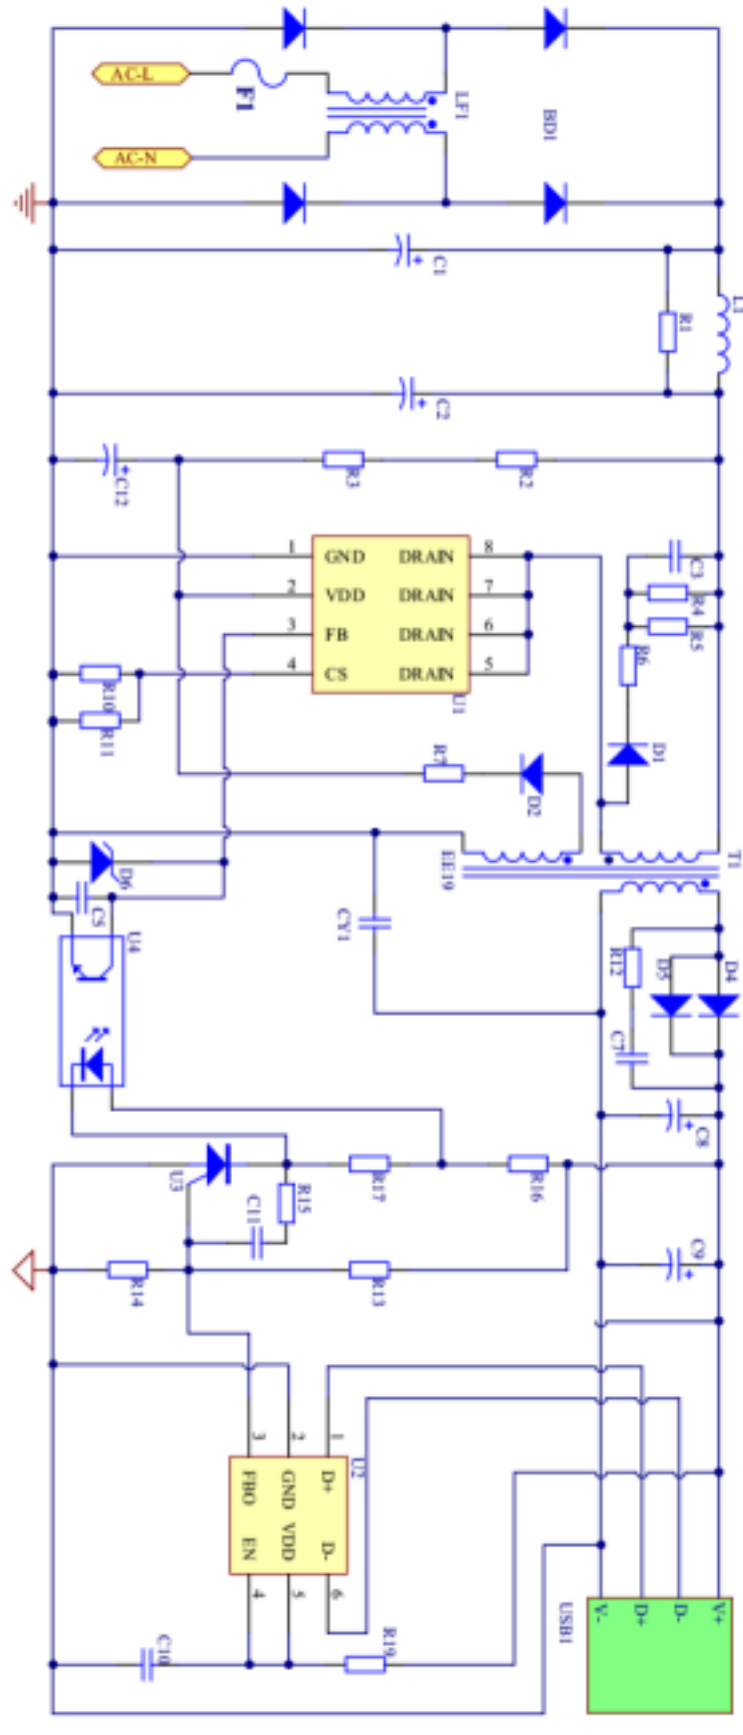 AC-L
F1
LF1
BD1
AC-N
C1
L1
R1
C2
C12
R3
R2
1 GND DRAIN 8
2 VDD DRAIN 7
3 FB DRAIN 6
4 CS DRAIN 5
U1
C3
R4
R5
R6
R10
R11
R7
D2
D1
D6
C5
U4
EE19
T1
CY1
R12
D5
D4
C7
C8
U3
R15
R17
R16
C11
R14
R13
C9
3 2 1
U2
FBO GND D+
EN VDD D-
4 5 6
C10
R19
USB1
V- D+ D- V+